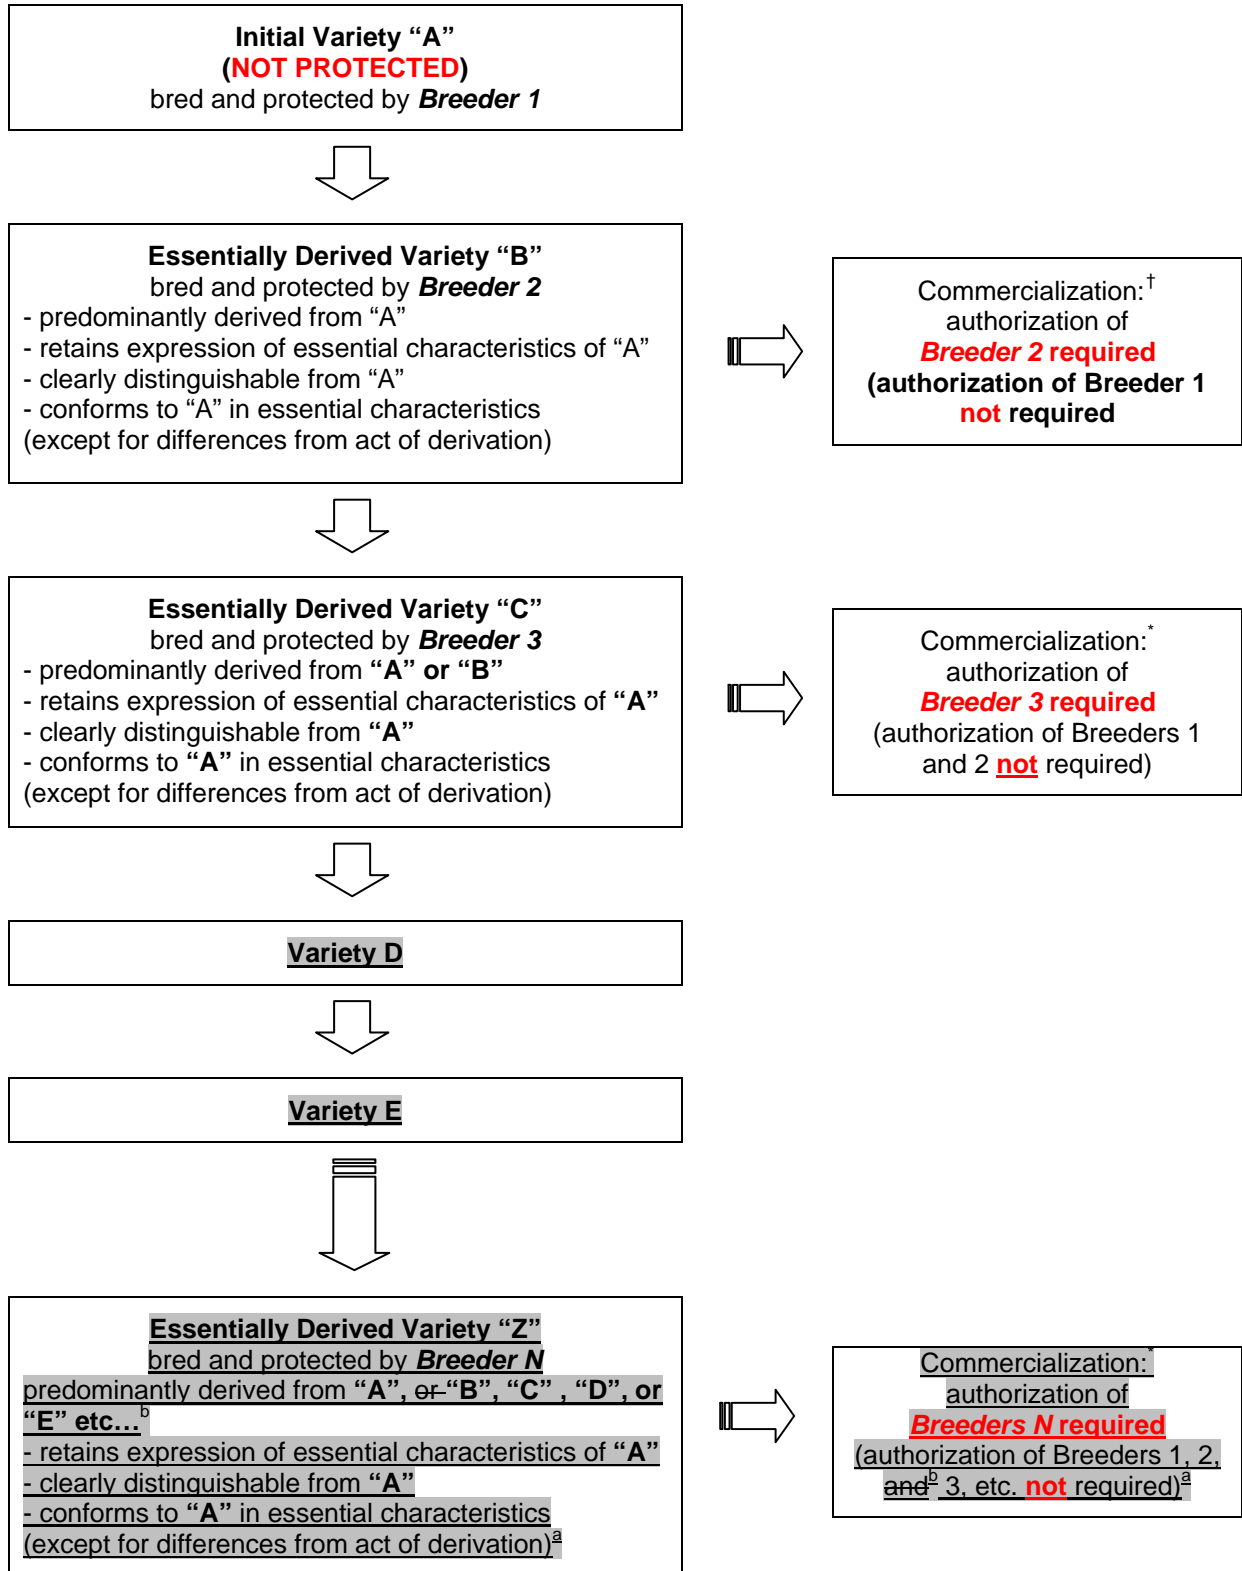 Initial Variety “A”
(NOT PROTECTED)
bred and protected by Breeder 1
Essentially Derived Variety “B”
bred and protected by Breeder 2
- predominantly derived from “A”
- retains expression of essential characteristics of “A”
- clearly distinguishable from “A”
- conforms to “A” in essential characteristics
(except for differences from act of derivation)
Commercialization:†
authorization of
Breeder 2 required
(authorization of Breeder 1
not required
Essentially Derived Variety “C”
bred and protected by Breeder 3
- predominantly derived from “A” or “B”
- retains expression of essential characteristics of “A”
- clearly distinguishable from “A”
- conforms to “A” in essential characteristics
(except for differences from act of derivation)
Commercialization:*
authorization of
Breeder 3 required
(authorization of Breeders 1
and 2 not required)
Variety D
Variety E
Essentially Derived Variety “Z”
bred and protected by Breeder N
predominantly derived from “A”, or “B”, “C” , “D”, or
“E” etc…b
- retains expression of essential characteristics of “A”
- clearly distinguishable from “A”
- conforms to “A” in essential characteristics
(except for differences from act of derivation)a
Commercialization:*
authorization of
Breeders N required
(authorization of Breeders 1, 2,
andb 3, etc. not required)a